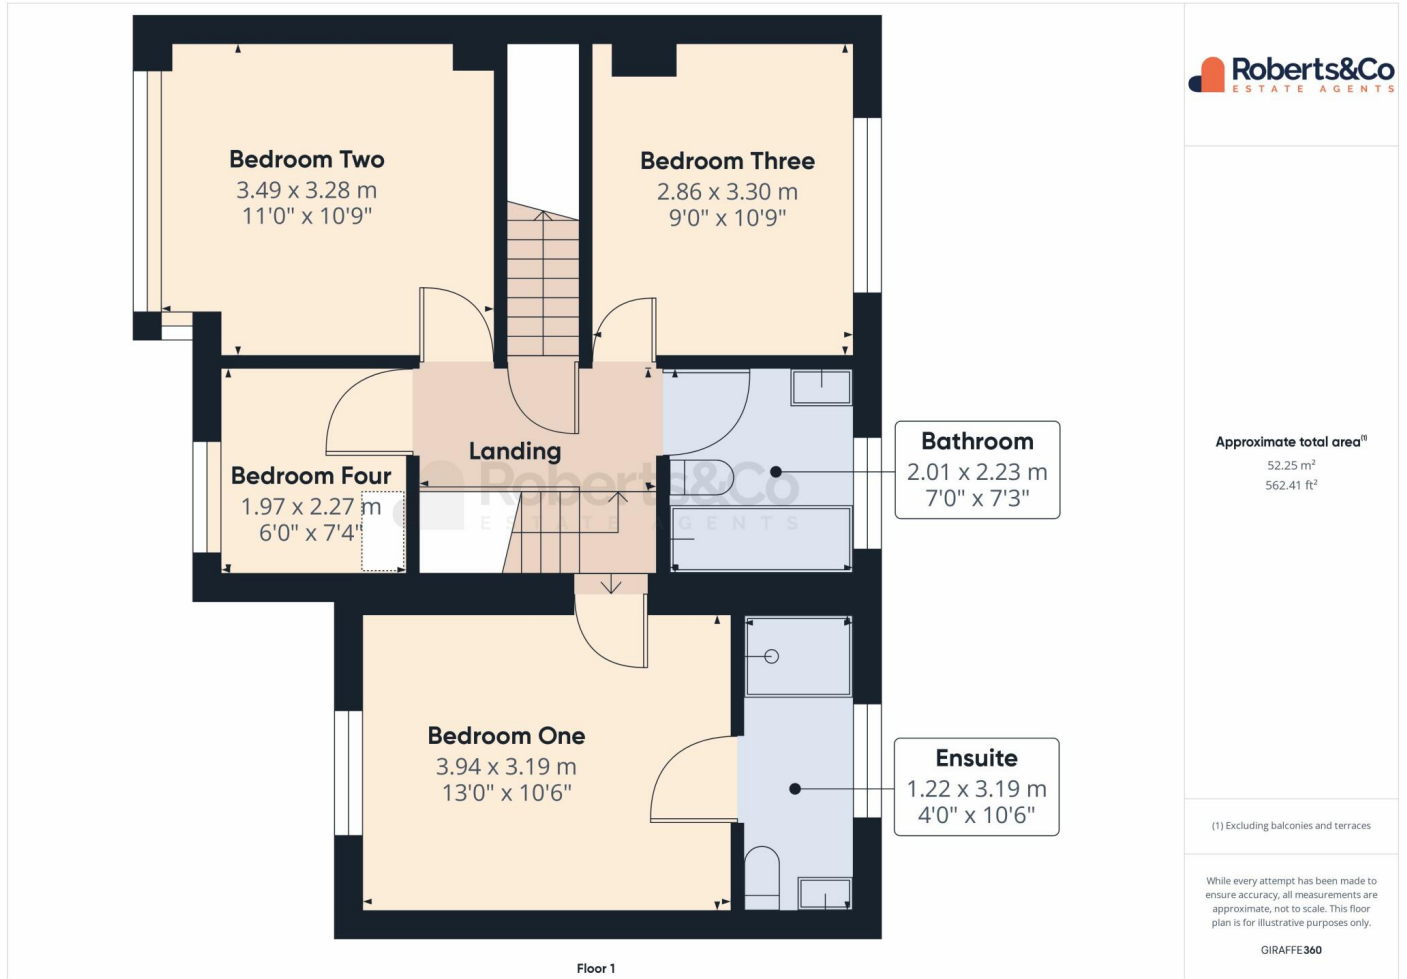 Roberts&Co
ESTATE AGENTS
Bedroom Two
3.49 x 3.28 m
11'0" x 10'9"
Bedroom Three
2.86 x 3.30 m
9'0" x 10'9"
Landing
Bedroom Four
1.97 x 2.27 m
6'0" x 7'4"
Roberts&Co
ESTATE AGENTS
Bathroom
2.01 x 2.23 m
7'0" x 7'3"
Bedroom One
3.94 x 3.19 m
13'0" x 10'6"
Ensuite
1.22 x 3.19 m
4'0" x 10'6"
Floor 1
Approximate total area⁽¹⁾
52.25 m²
562.41 ft²
(1) Excluding balconies and terraces
While every attempt has been made to
ensure accuracy, all measurements are
approximate, not to scale. This floor
plan is for illustrative purposes only.
GIRAFFE360